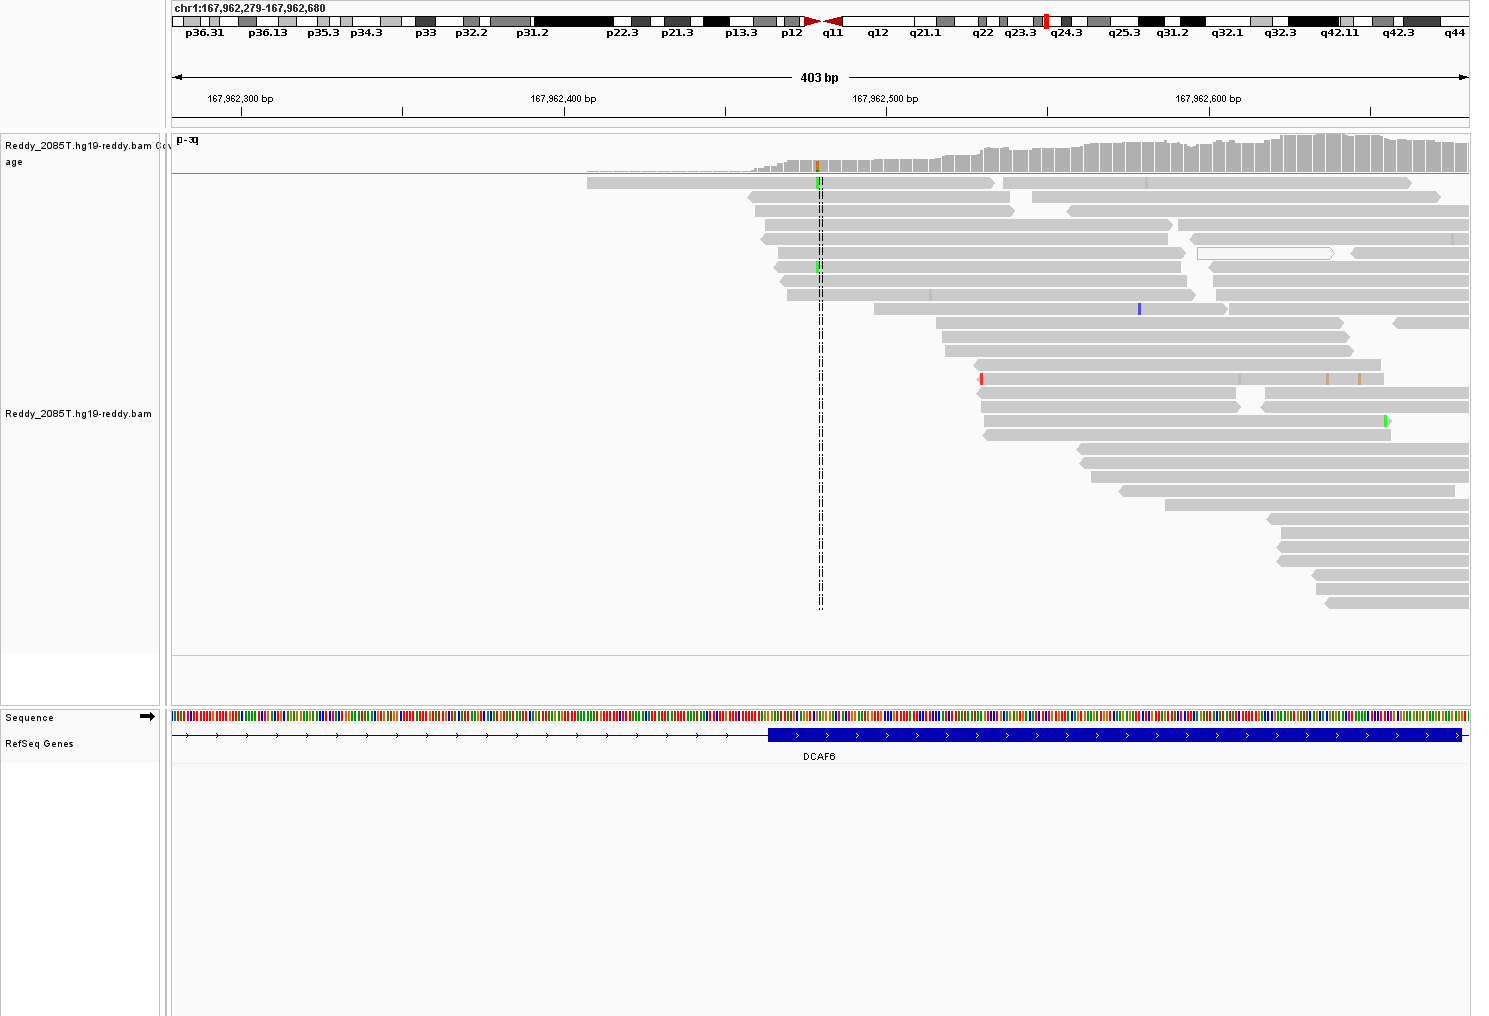 chr1:167,962,279-167,962,680
p36.31 p36.13 p35.3 p34.3 p33 p32.2 p31.2 p22.3 p21.3 p13.3 p12 q11 q12 q21.1 q22 q23.3 q24.3 q25.3 q31.2 q32.1 q32.3 q42.11 q42.3 q44
403 bp
167,962,300 bp 167,962,400 bp 167,962,500 bp 167,962,600 bp
Reddy_2085T.hg19-reddy.bam Cov
age
Reddy_2085T.hg19-reddy.bam
Sequence
RefSeq Genes
DCAF6